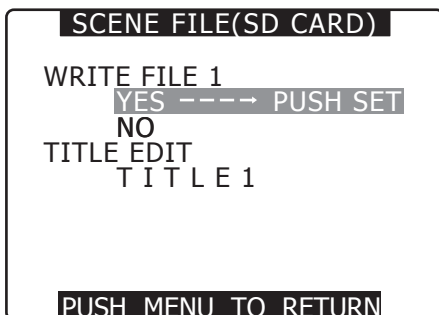 SCENE FILE(SD CARD)
WRITE FILE 1
YES ----→ PUSH SET
NO
TITLE EDIT
T I T L E 1
PUSH MENU TO RETURN